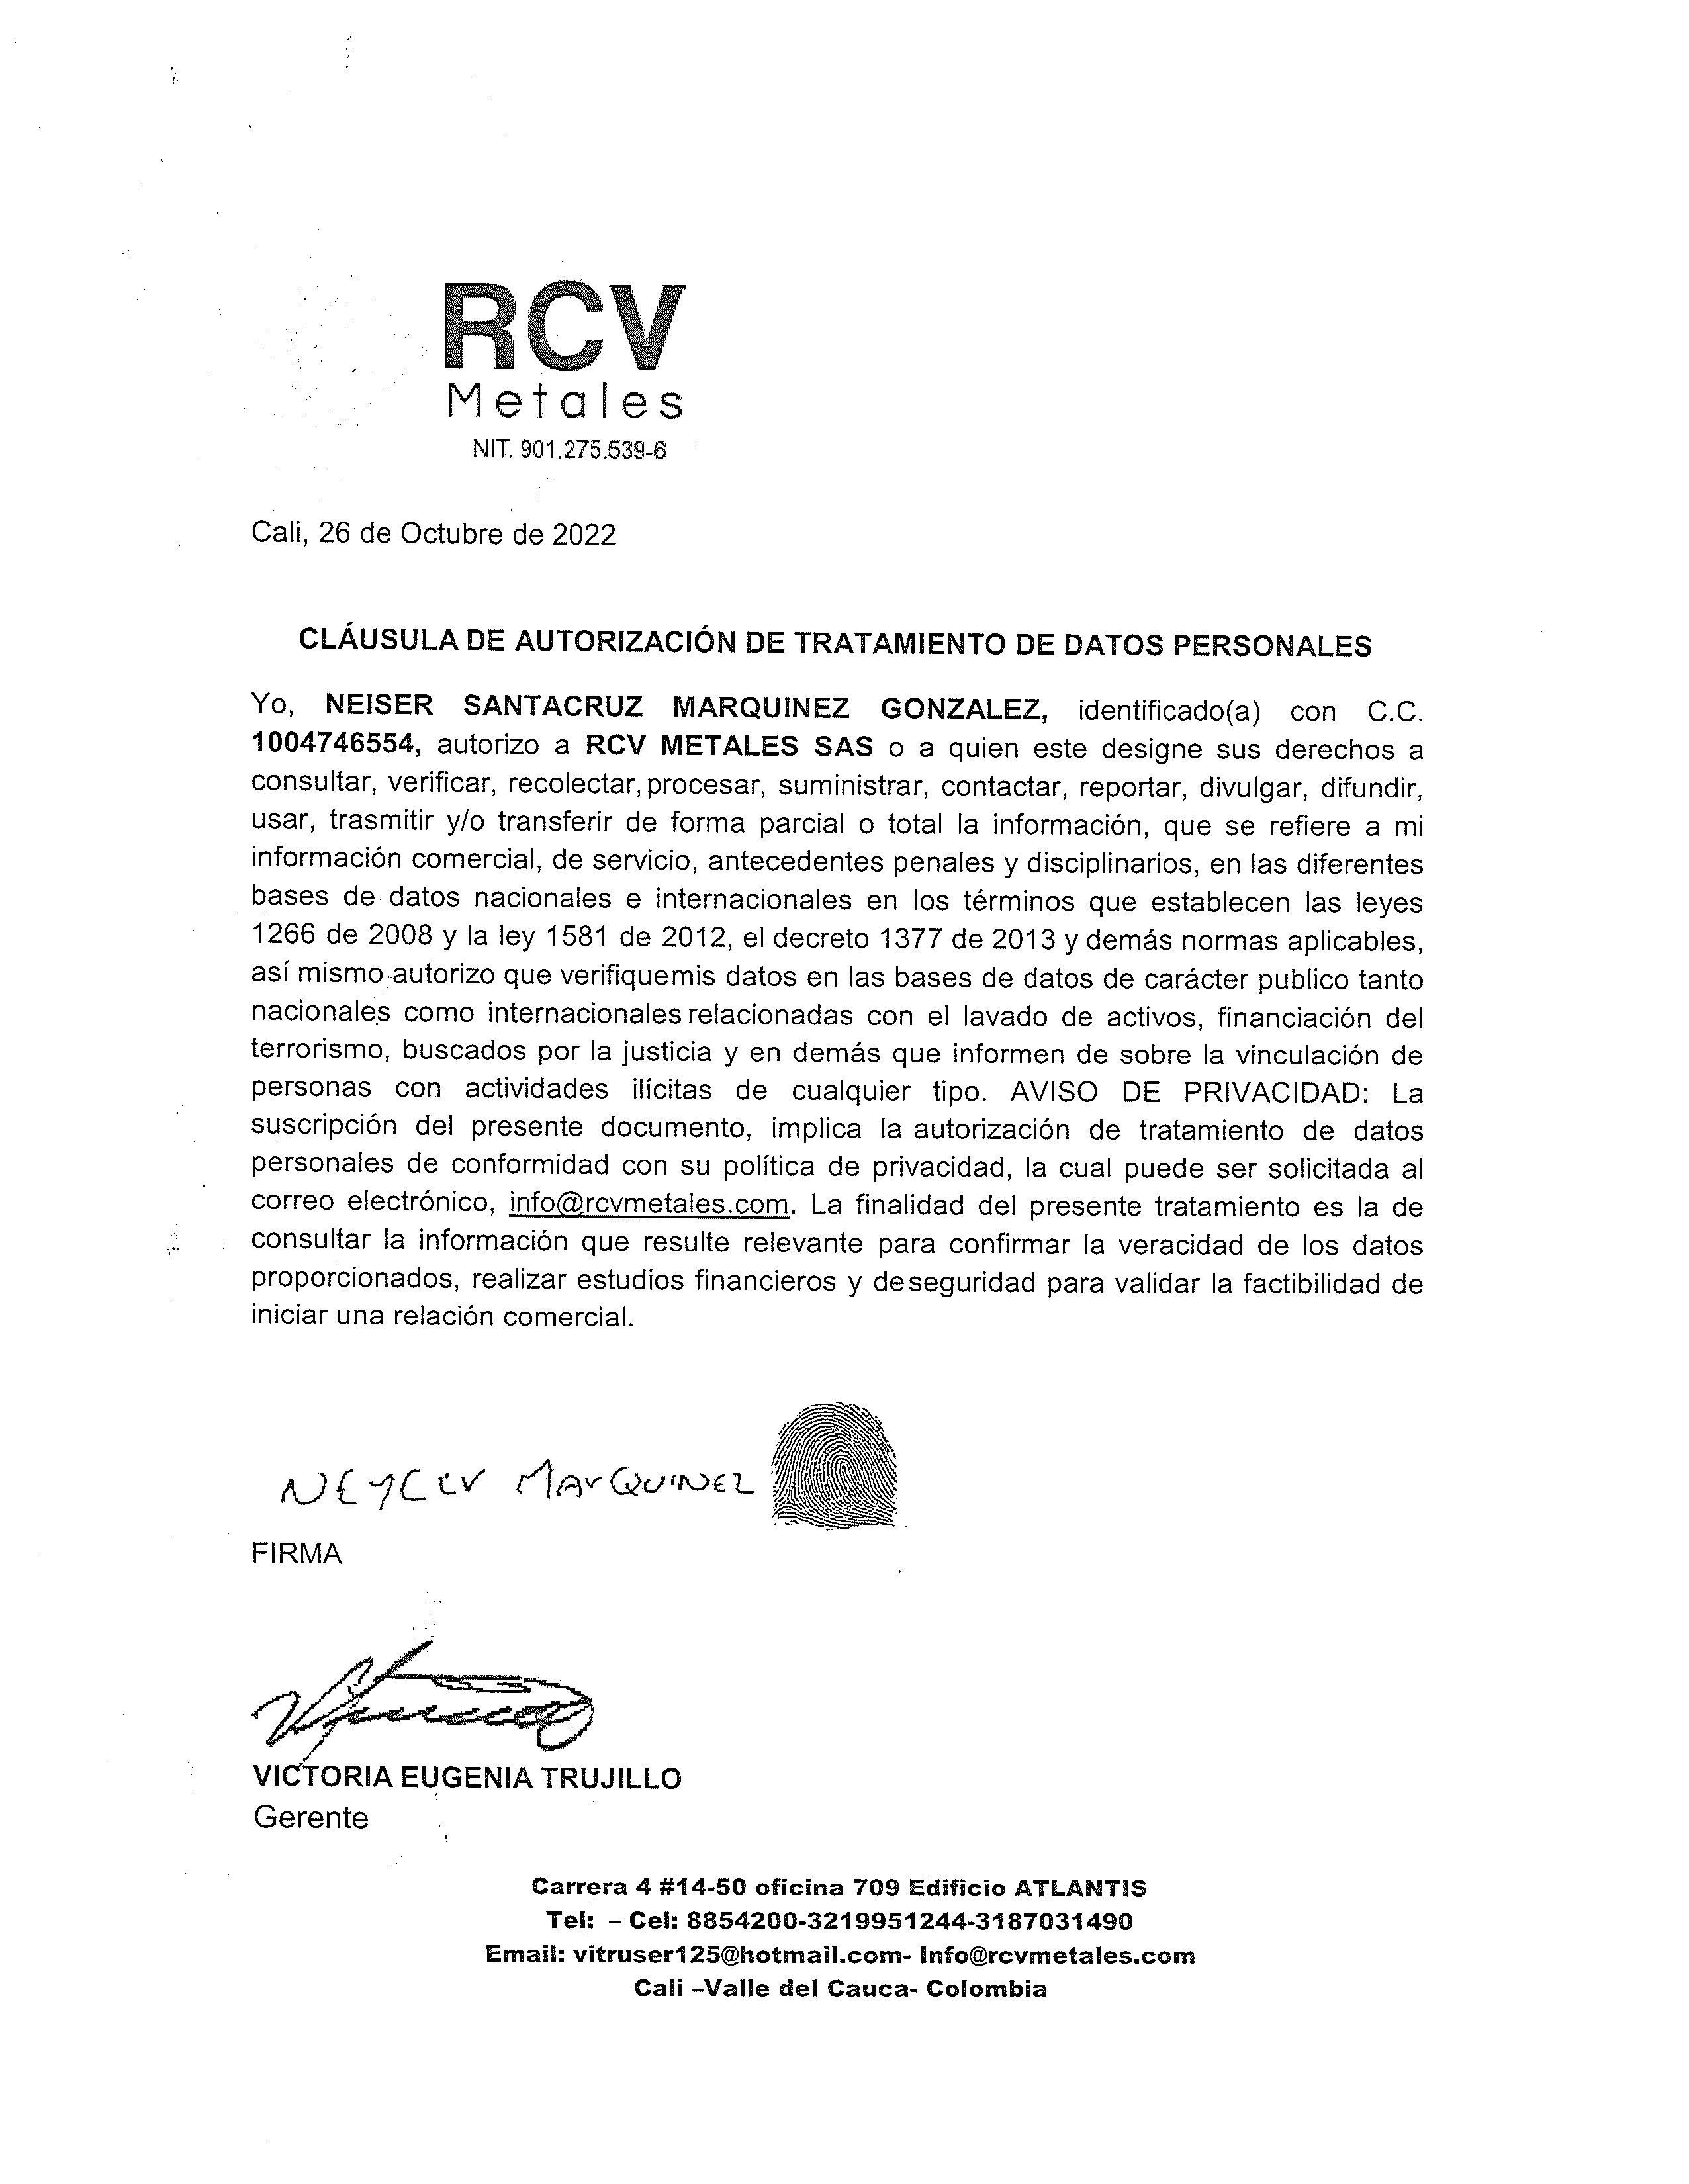 RCV
Metales
NIT. 901.275.539-6
Cali, 26 de Octubre de 2022
CLÁUSULA DE AUTORIZACIÓN DE TRATAMIENTO DE DATOS PERSONALES
Yo, NEISER SANTACRUZ MARQUINEZ GONZALEZ, identificado(a) con C.C.
1004746554, autorizo a RCV METALES SAS o a quien este designe sus derechos a
consultar, verificar, recolectar, procesar, suministrar, contactar, reportar, divulgar, difundir,
usar, trasmitir y/o transferir de forma parcial o total la información, que se refiere a mi
información comercial, de servicio, antecedentes penales y disciplinarios, en las diferentes
bases de datos nacionales e internacionales en los términos que establecen las leyes
1266 de 2008 y la ley 1581 de 2012, el decreto 1377 de 2013 y demás normas aplicables,
así mismo autorizo que verifiquemis datos en las bases de datos de carácter publico tanto
nacionales como internacionales relacionadas con el lavado de activos, financiación del
terrorismo, buscados por la justicia y en demás que informen de sobre la vinculación de
personas con actividades ilícitas de cualquier tipo. AVISO DE PRIVACIDAD: La
suscripción del presente documento, implica la autorización de tratamiento de datos
personales de conformidad con su política de privacidad, la cual puede ser solicitada al
correo electrónico, info@rcvmetales.com. La finalidad del presente tratamiento es la de
consultar la información que resulte relevante para confirmar la veracidad de los datos
proporcionados, realizar estudios financieros y deseguridad para validar la factibilidad de
iniciar una relación comercial.
MArQUINEZ
FIRMA
VICTORIA EUGENIA TRUJILLO
Gerente
Carrera 4 #14-50 oficina 709 Edificio ATLANTIS
Tel: – Cel: 8854200-3219951244-3187031490
Email: vitruser125@hotmail.com- Info@rcvmetales.com
Cali –Valle del Cauca- Colombia